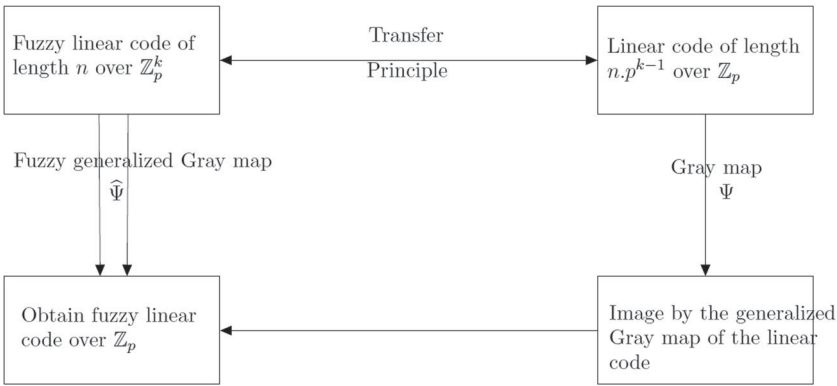 Fuzzy linear code of
length n over ℤ_p^k
Transfer
Principle
Linear code of length
n.p^{k−1} over ℤ_p
Fuzzy generalized Gray map
Ψ̂
Gray map
Ψ
Obtain fuzzy linear
code over ℤ_p
Image by the generalized
Gray map of the linear
code